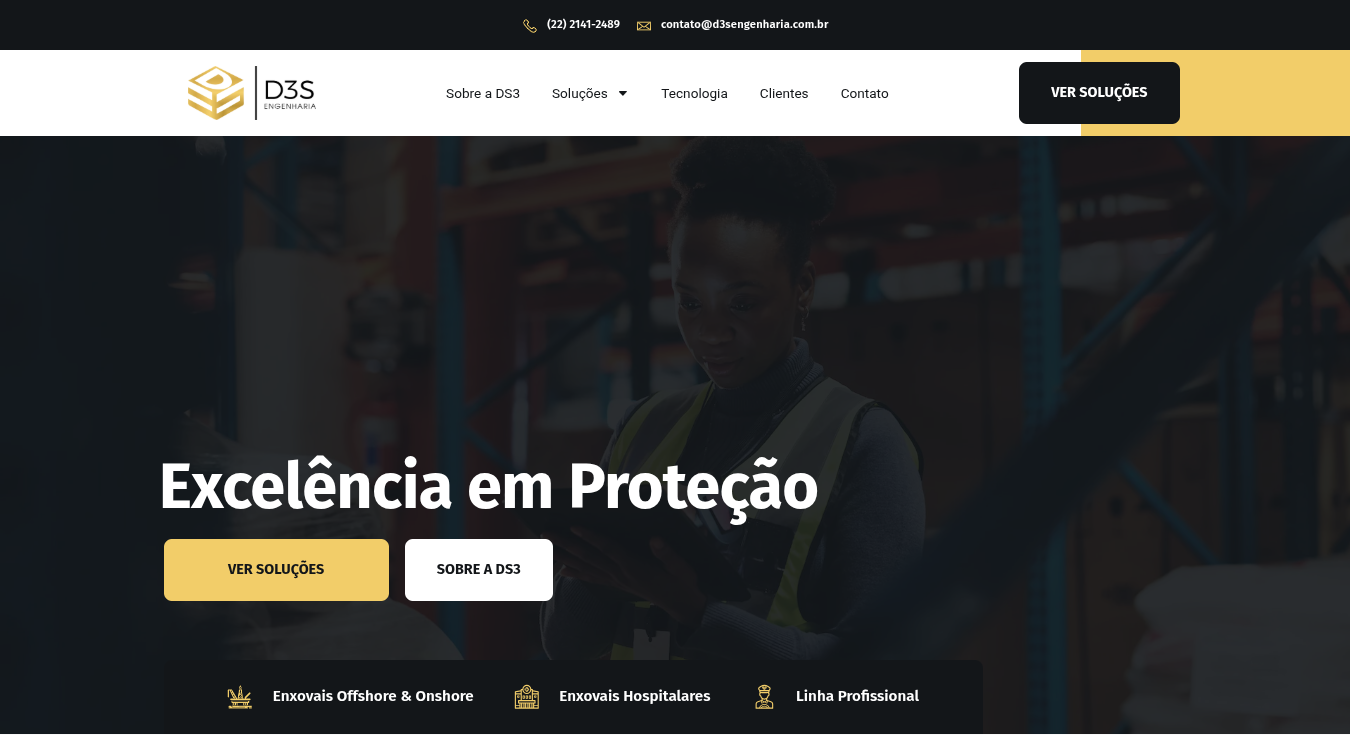 (22) 2141-2489 contato@d3sengenharia.com.br
D3S
ENGENHARIA
Sobre a DS3 Soluções Tecnologia Clientes Contato
VER SOLUÇÕES
Excelência em Proteção
VER SOLUÇÕES SOBRE A DS3
Enxovais Offshore & Onshore Enxovais Hospitalares Linha Profissional